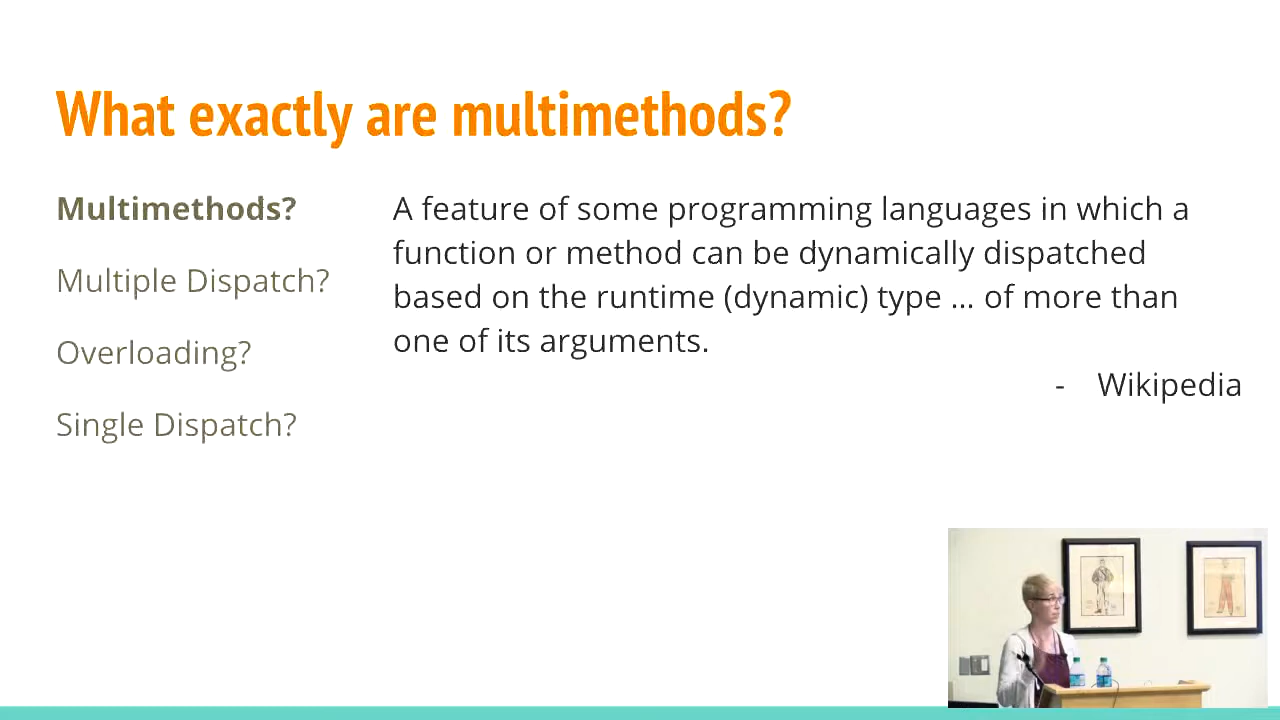 What exactly are multimethods?
Multimethods?
Multiple Dispatch?
Overloading?
Single Dispatch?
A feature of some programming languages in which a
function or method can be dynamically dispatched
based on the runtime (dynamic) type ... of more than
one of its arguments.
- Wikipedia